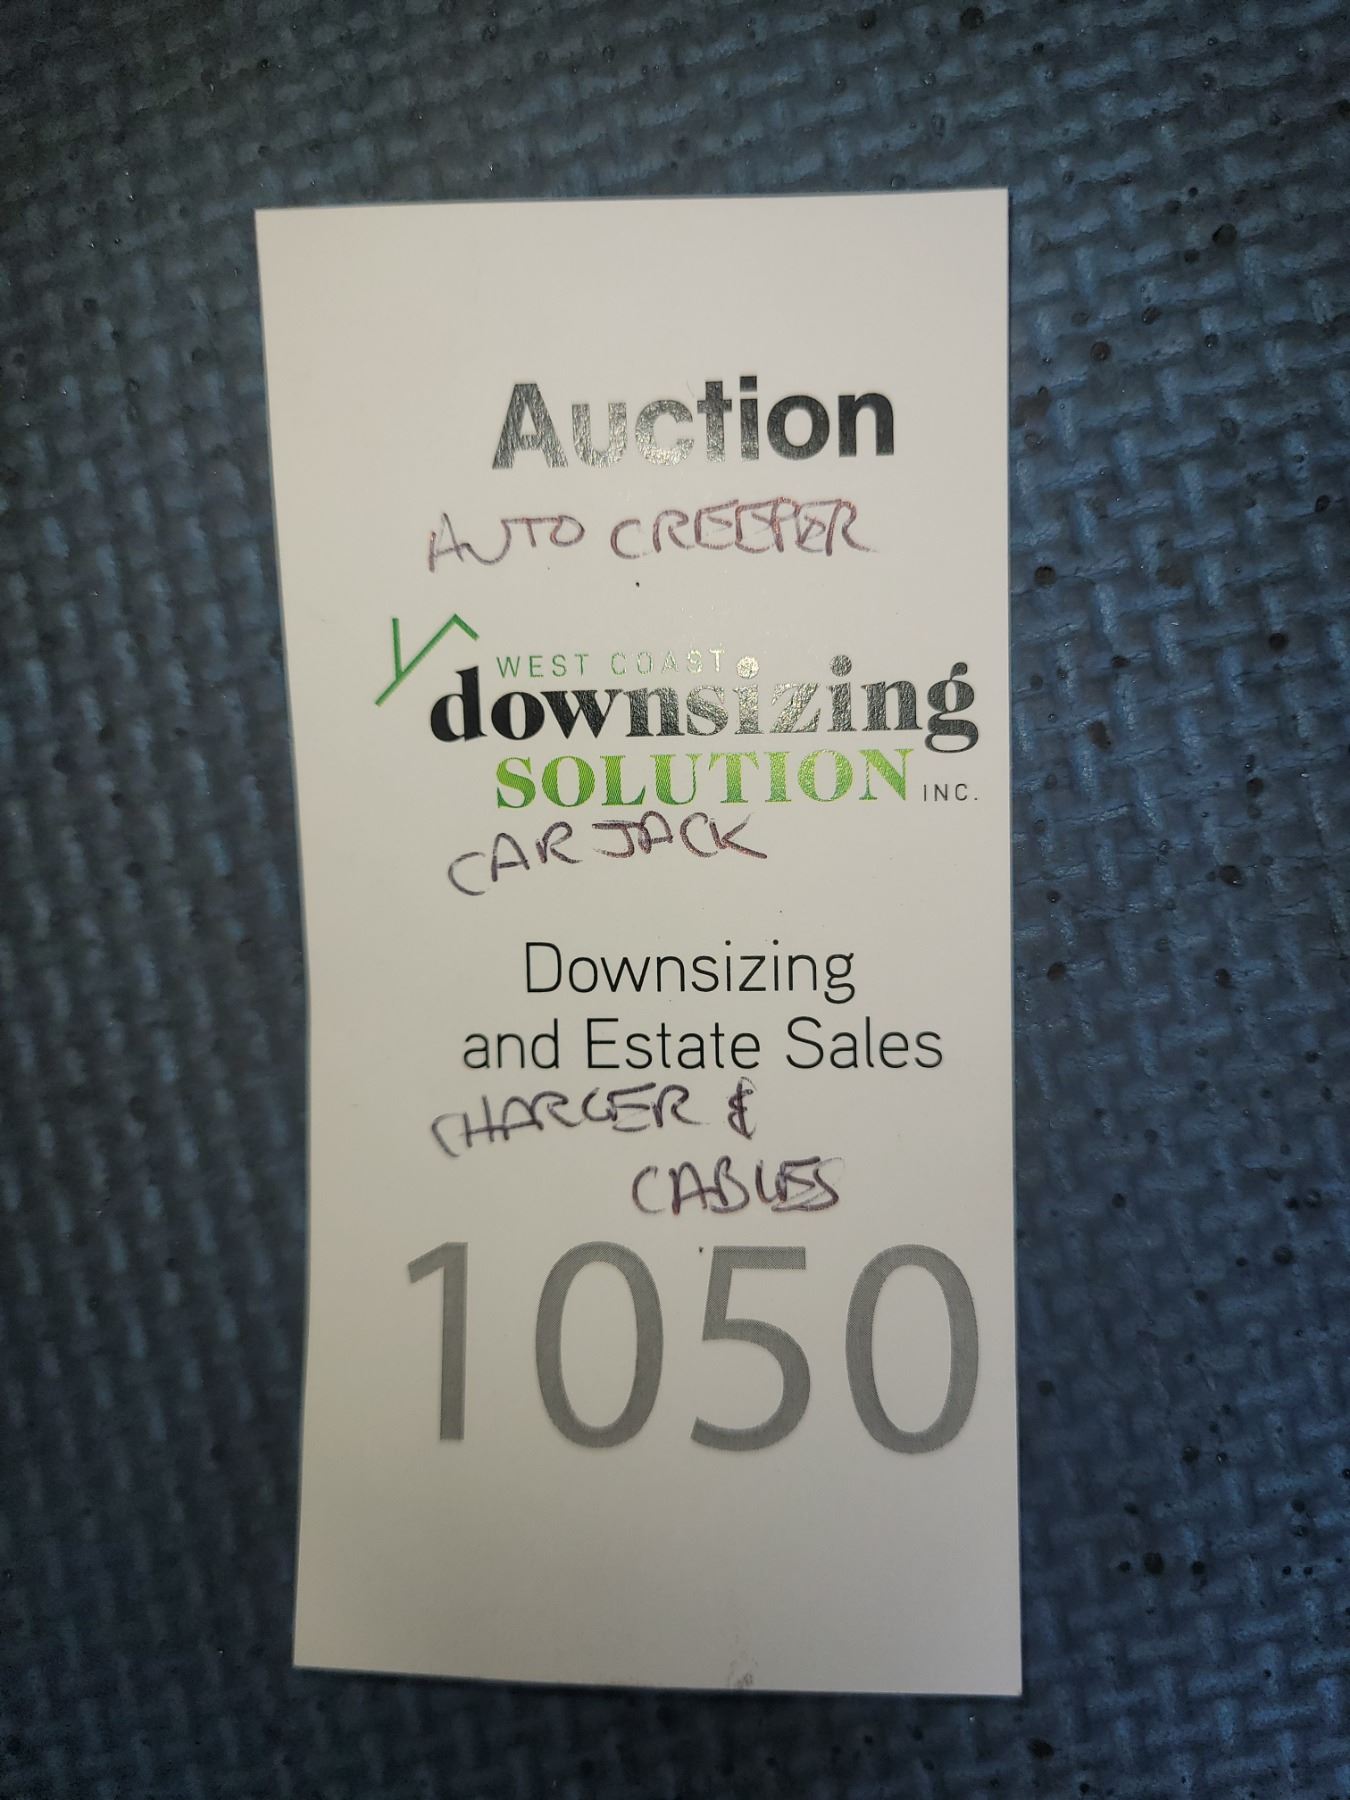 Auction
AUTO CREEPER
WEST COAST
downsizing
SOLUTION INC.
CAR JACK
Downsizing
and Estate Sales
CHARGER &
CABLES
1050